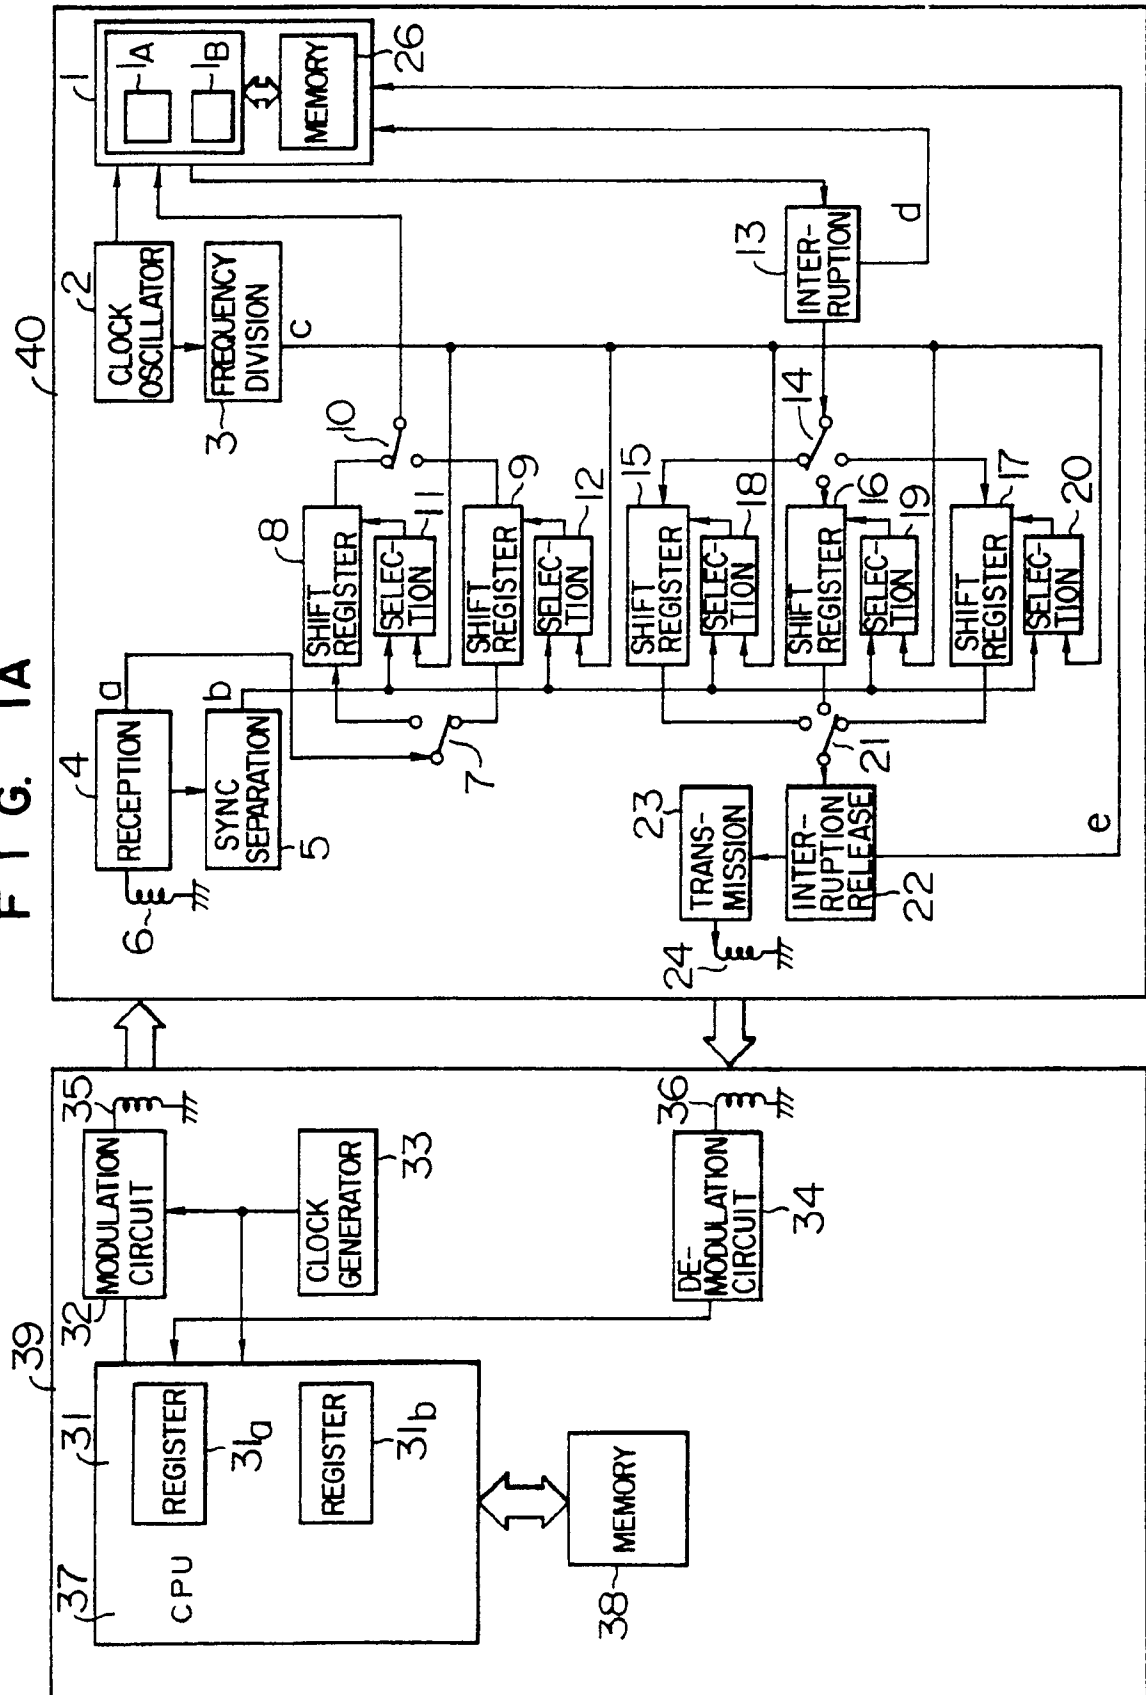 F I G. 1A
39
37
31
CPU
REGISTER
31a
REGISTER
31b
38
MEMORY
32
MODULATION
CIRCUIT
35
CLOCK
GENERATOR
33
DE-
MODULATION
CIRCUIT
34
36
40
6
4
RECEPTION
a
SYNC
SEPARATION
5
b
7
2
CLOCK
OSCILLATOR
3
FREQUENCY
DIVISION
c
1
1A
1B
MEMORY
26
8
SHIFT
REGISTER
10
11
SELEC-
TION
SHIFT
REGISTER
9
12
SELEC-
TION
13
INTER-
RUPTION
d
14
15
SHIFT
REGISTER
18
SELEC-
TION
SHIFT
REGISTER
16
19
SELEC-
TION
SHIFT
REGISTER
17
20
SELEC-
TION
21
INTER-
RUPTION
RELEASE
22
23
TRANS-
MISSION
24
e